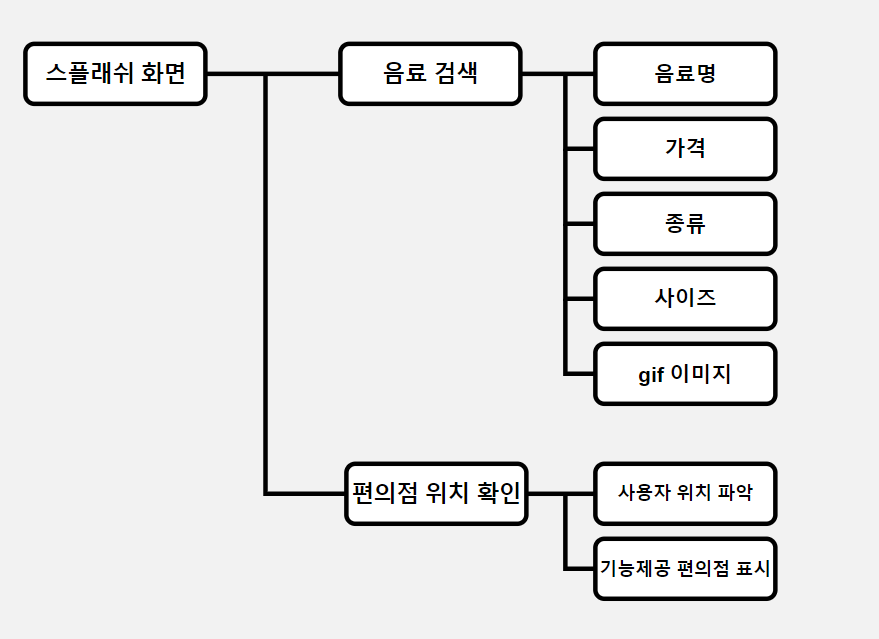 스플래쉬 화면
음료 검색
음료명
가격
종류
사이즈
gif 이미지
편의점 위치 확인
사용자 위치 파악
기능제공 편의점 표시